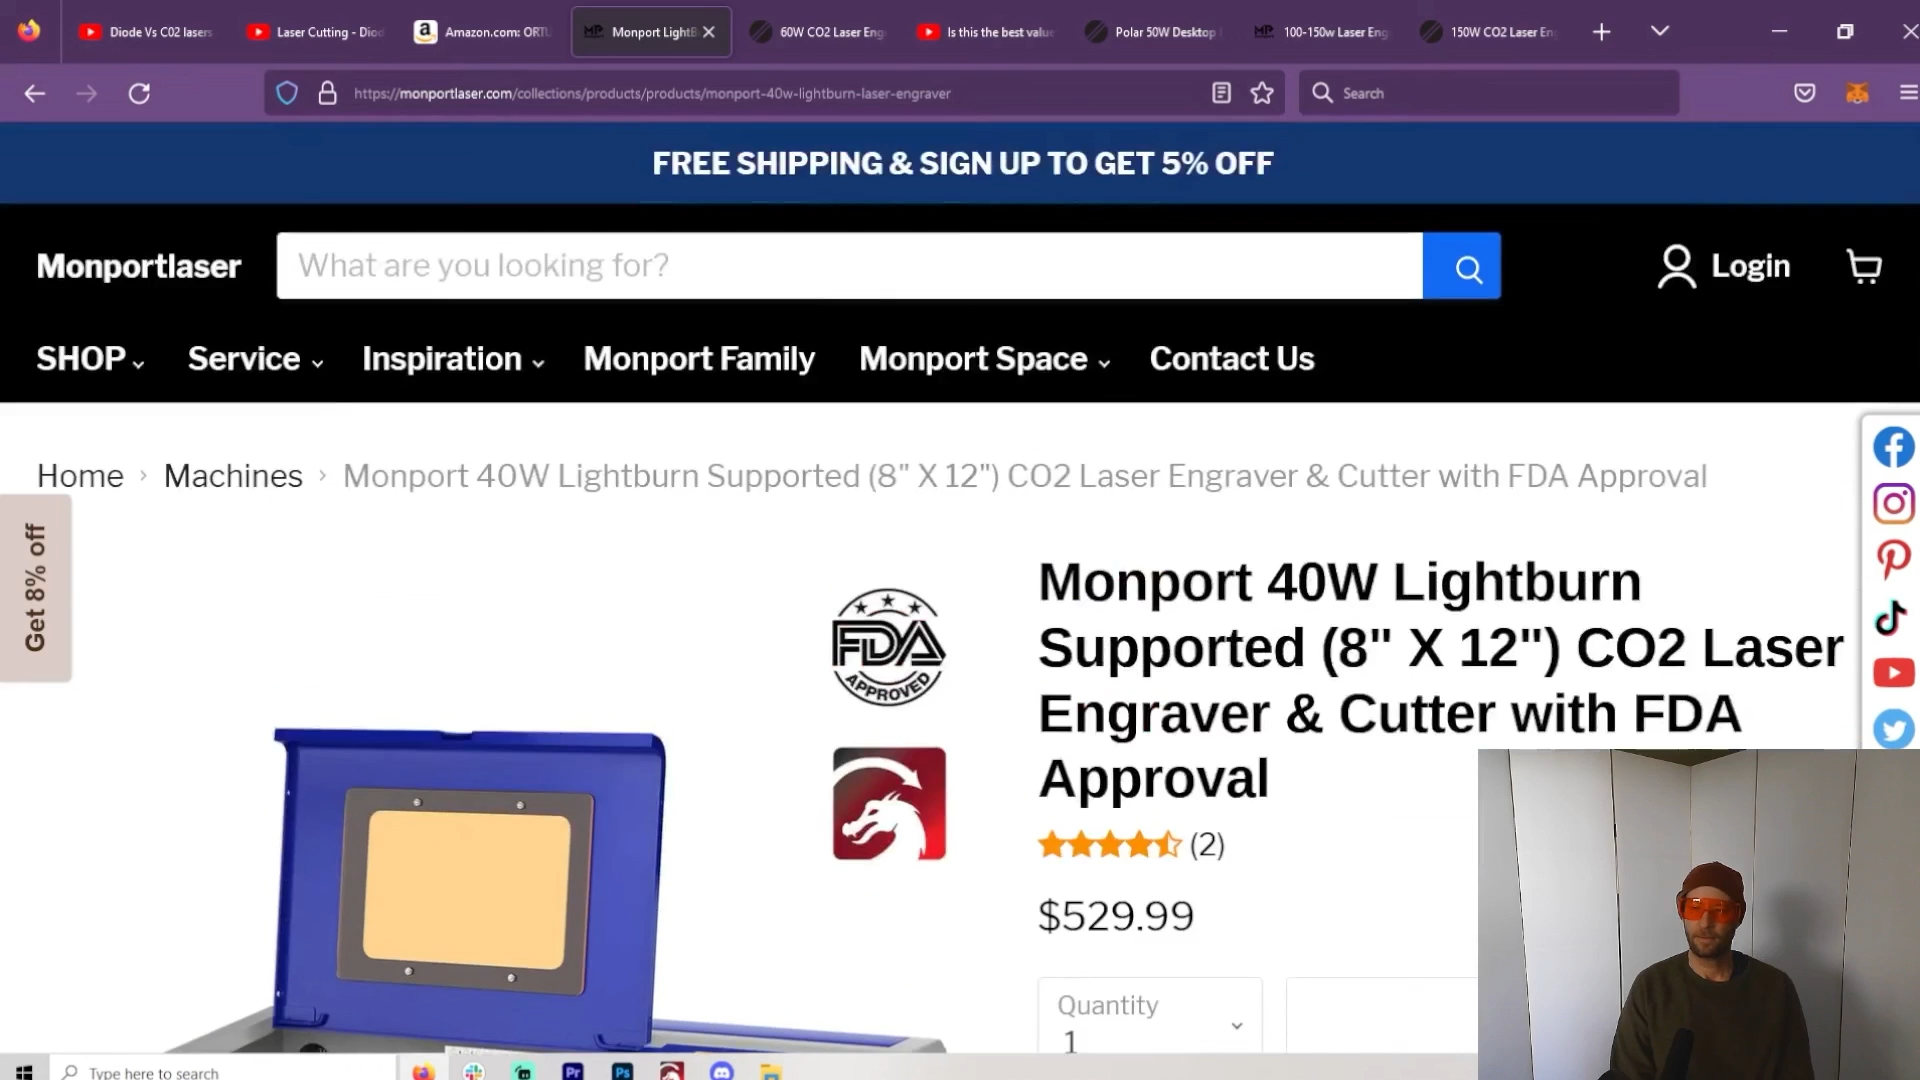 Diode Vs C02 lasers
Laser Cutting - Diod
Amazon.com: ORTU
Monport LightB
60W CO2 Laser Eng
Is this the best value
Polar 50W Desktop
100-150w Laser Eng
150W CO2 Laser En
https://monportlaser.com/collections/products/products/monport-40w-lightburn-laser-engraver
Search
FREE SHIPPING & SIGN UP TO GET 5% OFF
Monportlaser
What are you looking for?
Login
SHOP
Service
Inspiration
Monport Family
Monport Space
Contact Us
Home › Machines › Monport 40W Lightburn Supported (8" X 12") CO2 Laser Engraver & Cutter with FDA Approval
Get 8% off
FDA
APPROVED
Monport 40W Lightburn
Supported (8" X 12") CO2 Laser
Engraver & Cutter with FDA
Approval
(2)
$529.99
Quantity
1
Type here to search
Pr
Ps